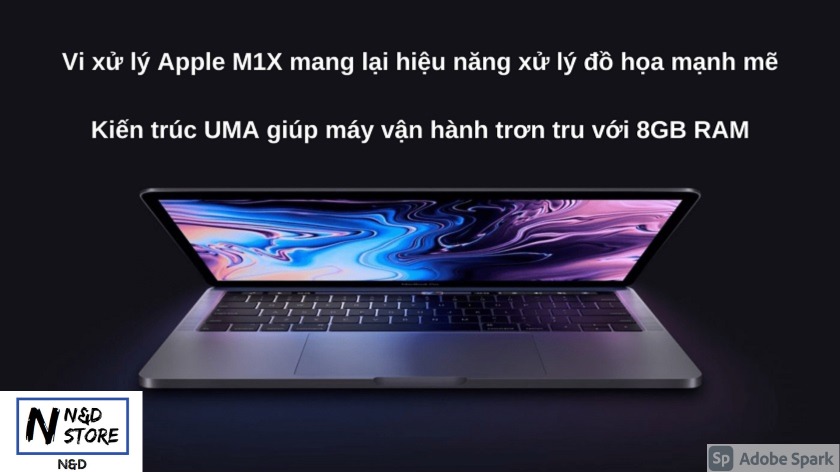 Vi xử lý Apple M1X mang lại hiệu năng xử lý đồ họa mạnh mẽ
Kiến trúc UMA giúp máy vận hành trơn tru với 8GB RAM
N N&D
STORE
N&D
Sp Adobe Spark